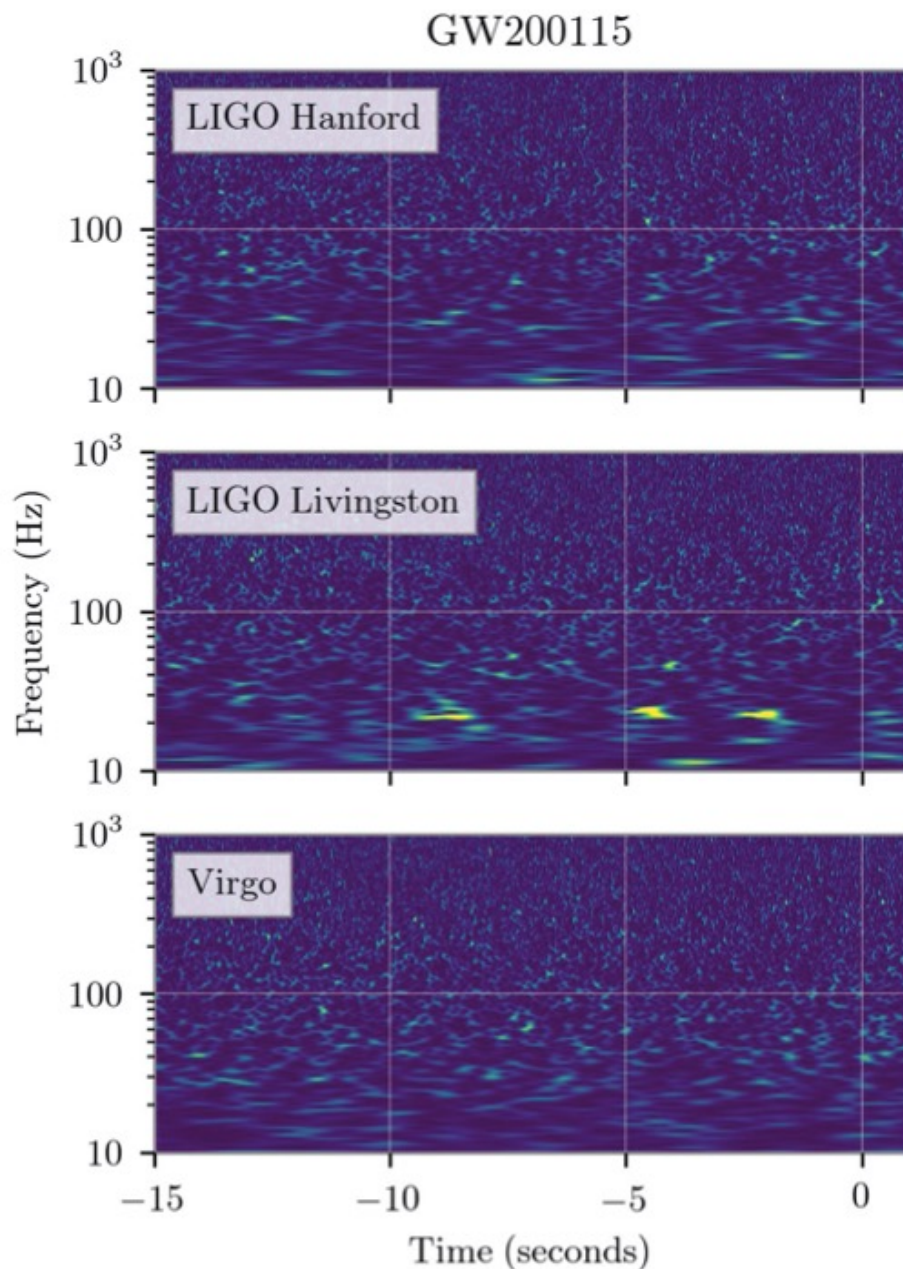 GW200115
10³
LIGO Hanford
100
10
10³
LIGO Livingston
100
10
Frequency (Hz)
10³
Virgo
100
10
−15 −10 −5 0
Time (seconds)